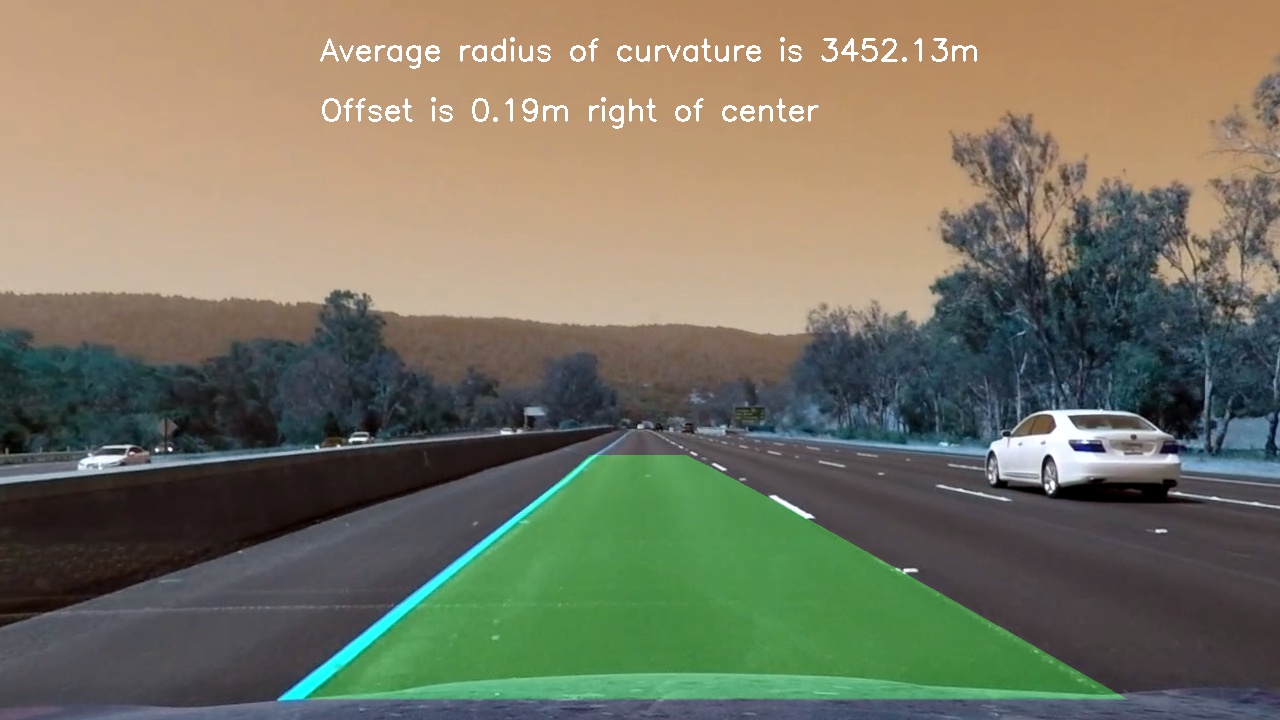 Average radius of curvature is 3452.13m
Offset is 0.19m right of center